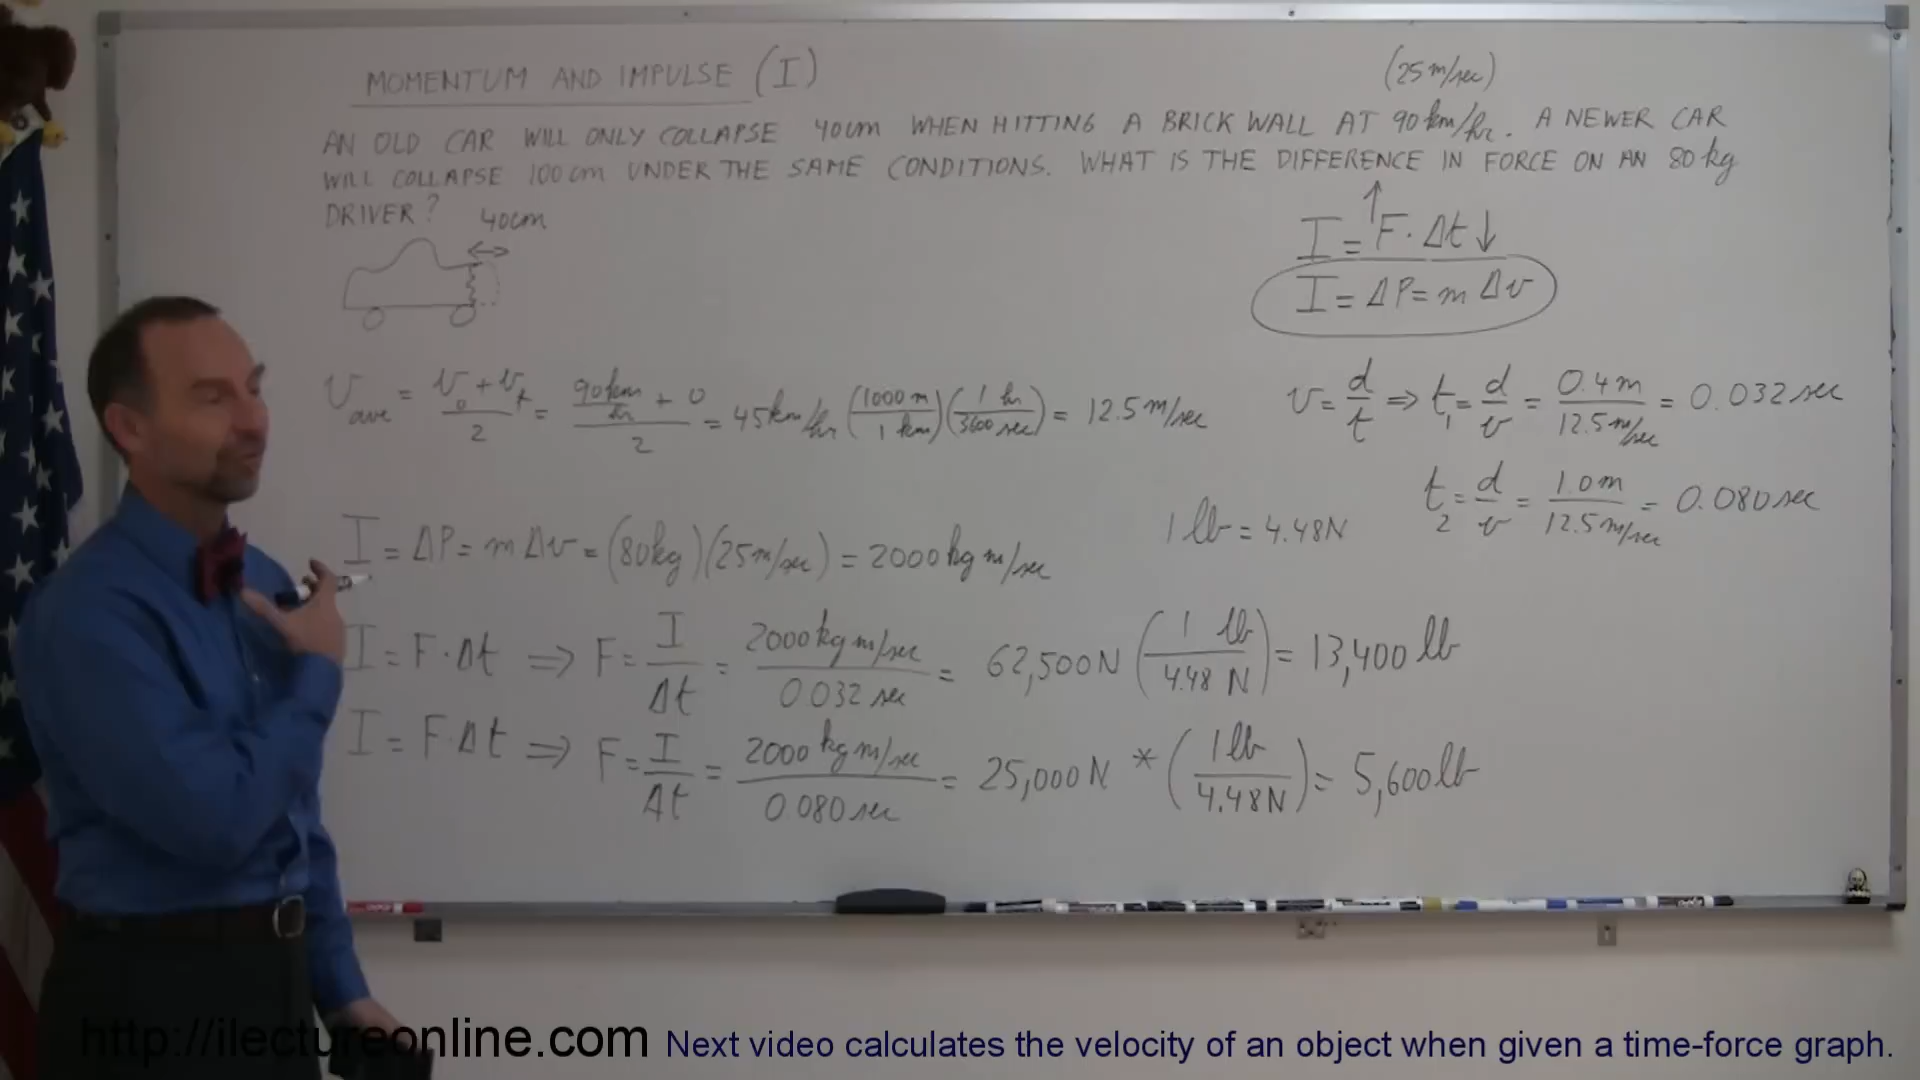 MOMENTUM AND IMPULSE (I)
(25 m/sec)
AN OLD CAR WILL ONLY COLLAPSE 40cm WHEN HITTING A BRICK WALL AT 90 km/hr. A NEWER CAR
WILL COLLAPSE 100cm UNDER THE SAME CONDITIONS. WHAT IS THE DIFFERENCE IN FORCE ON AN 80 kg
DRIVER?
40cm
I = F · Δt ↓
I = ΔP = m Δv
v_ave = (v_0 + v_f)/2 = (90 km/hr + 0)/2 = 45 km/hr (1000 m/1 km)(1 hr/3600 sec) = 12.5 m/sec
v = d/t ⇒ t_1 = d/v = 0.4 m/12.5 m/sec = 0.032 sec
t_2 = d/v = 1.0 m/12.5 m/sec = 0.080 sec
1 lb = 4.48 N
I = ΔP = m Δv = (80 kg)(25 m/sec) = 2000 kg m/sec
I = F · Δt ⇒ F = I/Δt = 2000 kg m/sec / 0.032 sec = 62,500 N (1 lb/4.48 N) = 13,400 lb
I = F · Δt ⇒ F = I/Δt = 2000 kg m/sec / 0.080 sec = 25,000 N * (1 lb/4.48 N) = 5,600 lb
http://ilectureonline.com Next video calculates the velocity of an object when given a time-force graph.